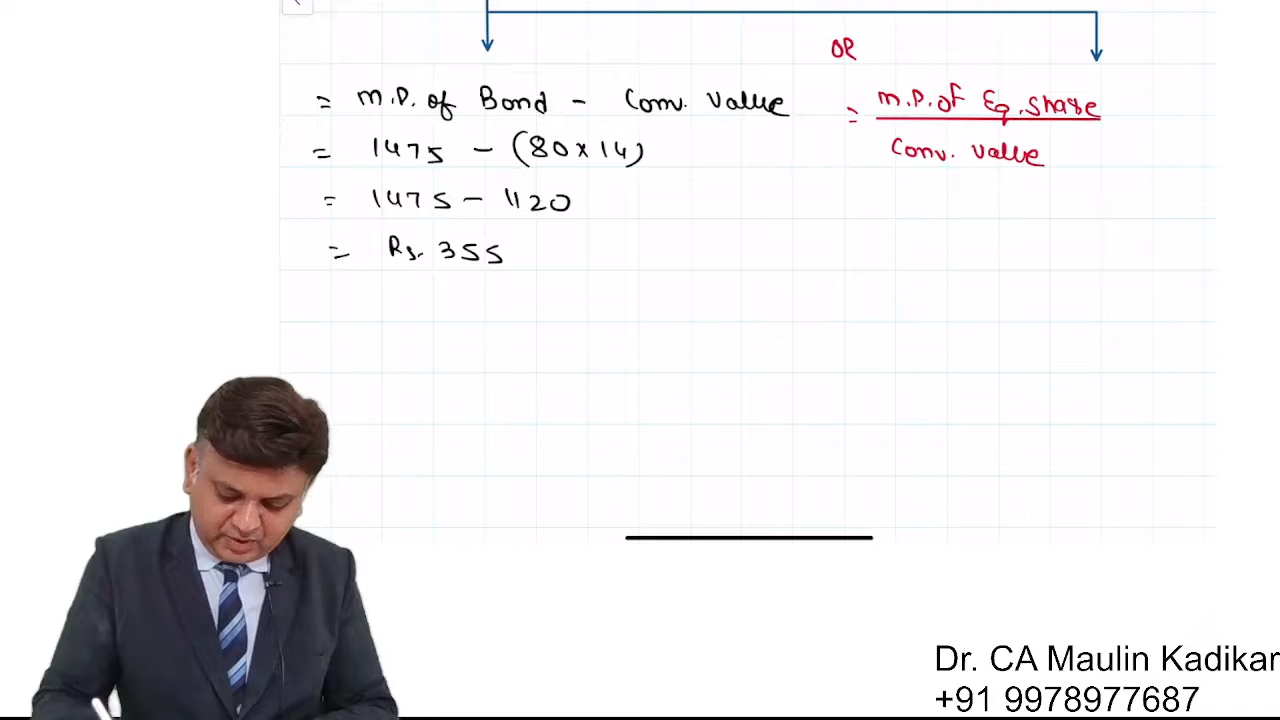 = M.P. of Bond - Conv. Value
= 1475 - (80 x 14)
= 1475 - 1120
= Rs. 355
OR
= M.P. of Eq. Share
Conv. Value
Dr. CA Maulin Kadikar
+91 9978977687